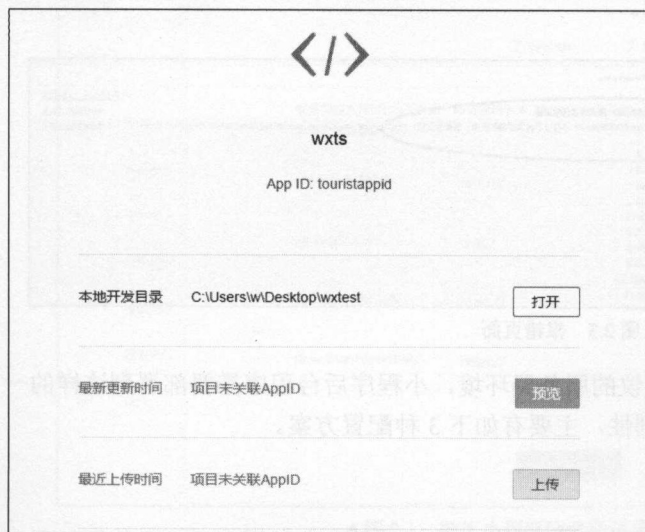 </>
wxts
App ID: touristappid
本地开发目录 C:\Users\w\Desktop\wxtest 打开
最新更新时间 项目未关联AppID 预览
最近上传时间 项目未关联AppID 上传